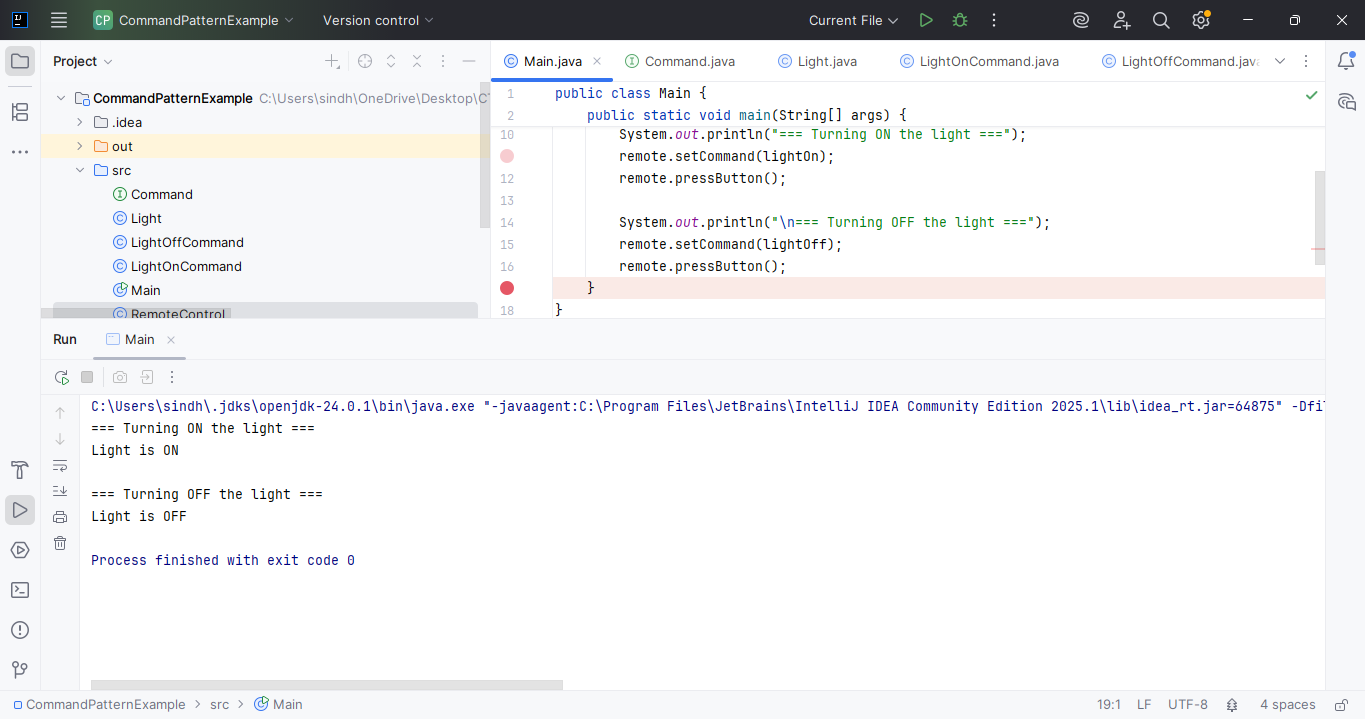 CP CommandPatternExample Version control Current File
Project
Main.java Command.java Light.java LightOnCommand.java LightOffCommand.java
CommandPatternExample C:\Users\sindh\OneDrive\Desktop\CT
.idea
out
src
Command
Light
LightOffCommand
LightOnCommand
Main
RemoteControl
1 public class Main {
2 public static void main(String[] args) {
10 System.out.println("=== Turning ON the light ===");
remote.setCommand(lightOn);
12 remote.pressButton();
13
14 System.out.println("\n=== Turning OFF the light ===");
15 remote.setCommand(lightOff);
16 remote.pressButton();
}
18 }
Run Main
C:\Users\sindh\.jdks\openjdk-24.0.1\bin\java.exe "-javaagent:C:\Program Files\JetBrains\IntelliJ IDEA Community Edition 2025.1\lib\idea_rt.jar=64875" -Dfil
=== Turning ON the light ===
Light is ON
=== Turning OFF the light ===
Light is OFF
Process finished with exit code 0
CommandPatternExample > src > Main 19:1 LF UTF-8 4 spaces